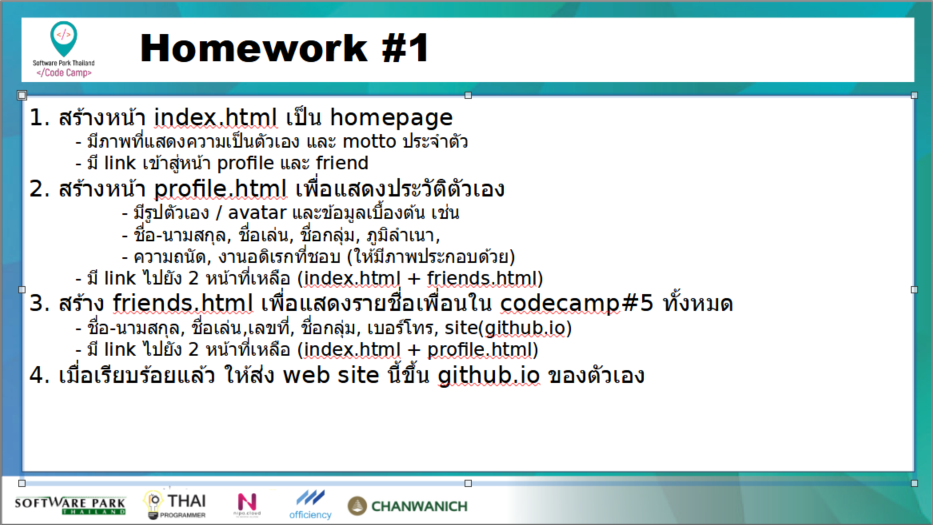 </>
Software Park Thailand
</Code Camp>
Homework #1
1. สร้างหน้า index.html เป็น homepage
- มีภาพที่แสดงความเป็นตัวเอง และ motto ประจำตัว
- มี link เข้าสู่หน้า profile และ friend
2. สร้างหน้า profile.html เพื่อแสดงประวัติตัวเอง
- มีรูปตัวเอง / avatar และข้อมูลเบื้องต้น เช่น
- ชื่อ-นามสกุล, ชื่อเล่น, ชื่อกลุ่ม, ภูมิลำเนา,
- ความถนัด, งานอดิเรกที่ชอบ (ให้มีภาพประกอบด้วย)
- มี link ไปยัง 2 หน้าที่เหลือ (index.html + friends.html)
3. สร้าง friends.html เพื่อแสดงรายชื่อเพื่อนใน codecamp#5 ทั้งหมด
- ชื่อ-นามสกุล, ชื่อเล่น,เลขที่, ชื่อกลุ่ม, เบอร์โทร, site(github.io)
- มี link ไปยัง 2 หน้าที่เหลือ (index.html + profile.html)
4. เมื่อเรียบร้อยแล้ว ให้ส่ง web site นี้ขึ้น github.io ของตัวเอง
SOFTWARE PARK
THAILAND
THAI
PROGRAMMER
N
efficiency
CHANWANICH